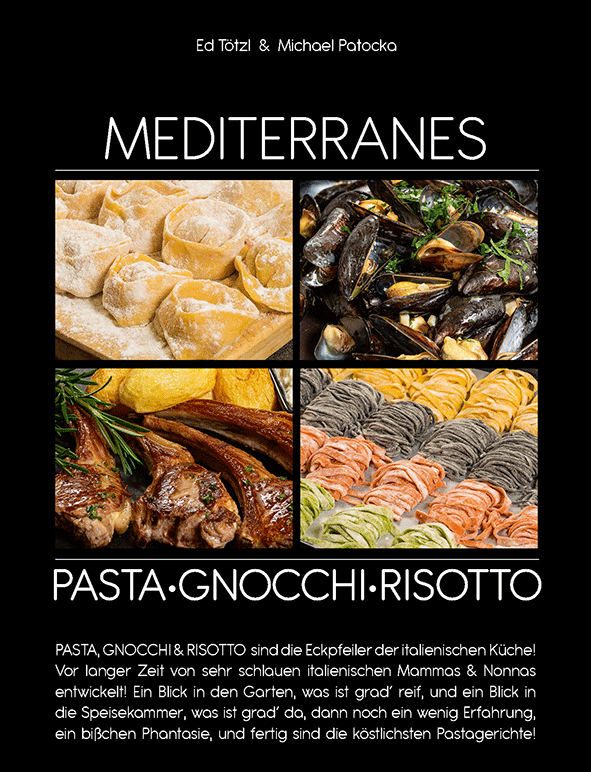 Ed Tötzl & Michael Patocka
MEDITERRANES
PASTA•GNOCCHI•RISOTTO
PASTA, GNOCCHI & RISOTTO sind die Eckpfeiler der italienischen Küche!
Vor langer Zeit von sehr schlauen italienischen Mammas & Nonnas
entwickelt! Ein Blick in den Garten, was ist grad´ reif, und ein Blick in
die Speisekammer, was ist grad´ da, dann noch ein wenig Erfahrung,
ein bißchen Phantasie, und fertig sind die köstlichsten Pastagerichte!